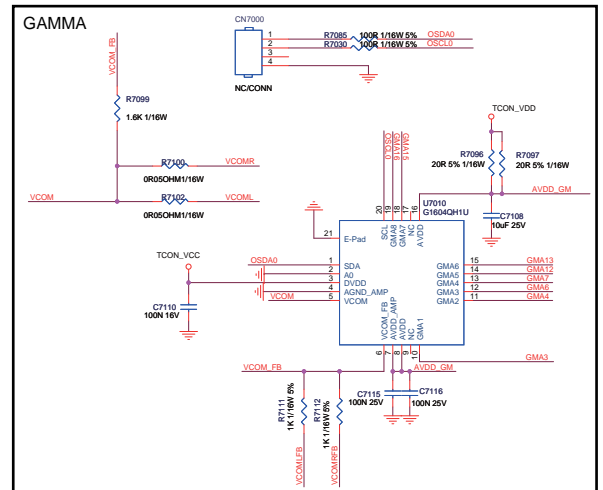 GAMMA
CN7000
1
2
3
4
NC/CONN
R7085 100R 1/16W 5% OSDA0
R7030 100R 1/16W 5% OSCL0
VCOM_FB
R7099
1.6K 1/16W
R7100 VCOMR
0R05OHM1/16W
VCOM R7102 VCOML
0R05OHM1/16W
TCON_VDD
R7096
20R 5% 1/16W
R7097
20R 5% 1/16W
AVDD_GM
C7108
10uF 25V
OSCL0
GMA16
GMA15
20 19 18 17 16
SCL
GMA8
GMA7
NC
AVDD
U7010
G1604QH1U
21 E-Pad
TCON_VCC
OSDA0 1 SDA
2 A0
3 DVDD
4 AGND_AMP
VCOM 5 VCOM
C7110
100N 16V
GMA6 15 GMA13
GMA5 14 GMA12
GMA4 13 GMA7
GMA3 12 GMA6
GMA2 11 GMA4
VCOM_FB
AVDD_AMP
AVDD
NC
GMA1
6 7 8 9 10
GMA3
VCOM_FB
AVDD_GM
R7111
1K 1/16W 5%
R7112
1K 1/16W 5%
C7115
100N 25V
C7116
100N 25V
VCOMLFB
VCOMRFB